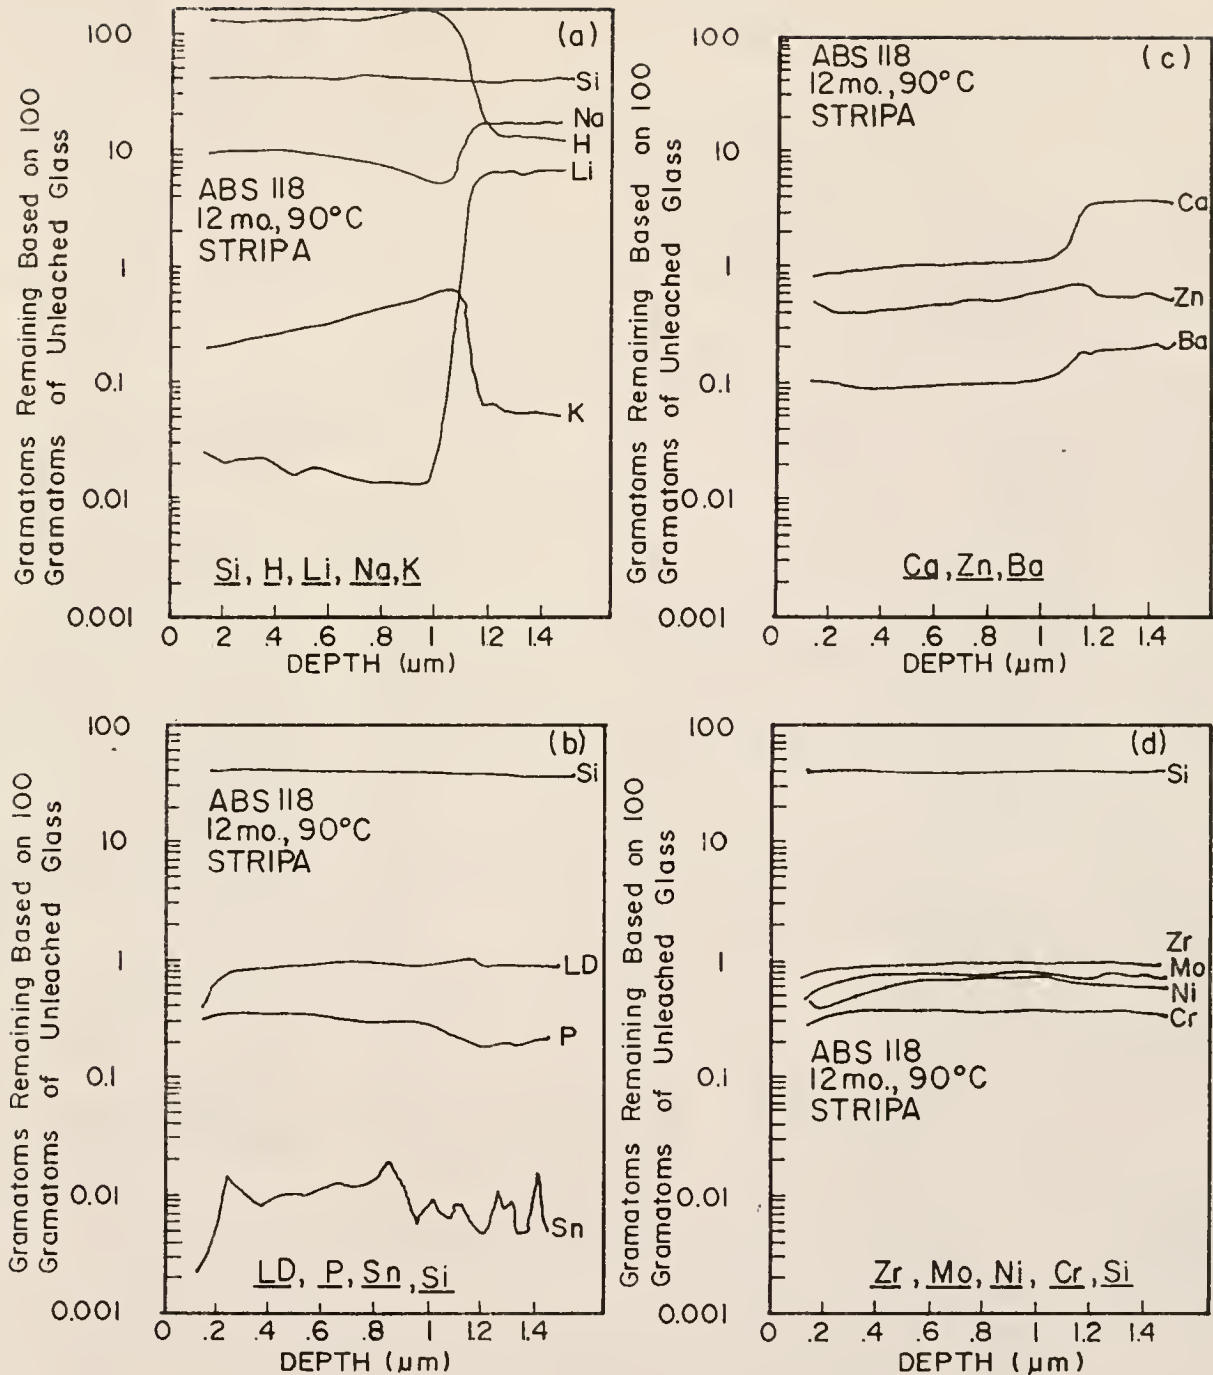 Gramatoms Remaining Based on 100
Gramatoms of Unleached Glass
100
10
1
0.1
0.01
0.001
(a)
Si
Na
H
Li
K
ABS 118
12 mo., 90°C
STRIPA
Si, H, Li, Na, K
0 .2 .4 .6 .8 1 1.2 1.4
DEPTH (µm)
Gramatoms Remaining Based on 100
Gramatoms of Unleached Glass
100
10
1
0.1
0.01
0.001
ABS 118
12 mo., 90°C
STRIPA
(c)
Ca
Zn
Ba
Ca, Zn, Ba
0 .2 .4 .6 .8 1 1.2 1.4
DEPTH (µm)
Gramatoms Remaining Based on 100
Gramatoms of Unleached Glass
100
10
1
0.1
0.01
0.001
(b)
Si
ABS 118
12 mo., 90°C
STRIPA
LD
P
Sn
LD, P, Sn, Si
0 .2 .4 .6 .8 1 1.2 1.4
DEPTH (µm)
Gramatoms Remaining Based on 100
Gramatoms of Unleached Glass
100
10
1
0.1
0.01
0.001
(d)
Si
Zr
Mo
Ni
Cr
ABS 118
12 mo., 90°C
STRIPA
Zr, Mo, Ni, Cr, Si
0 .2 .4 .6 .8 1 1.2 1.4
DEPTH (µm)